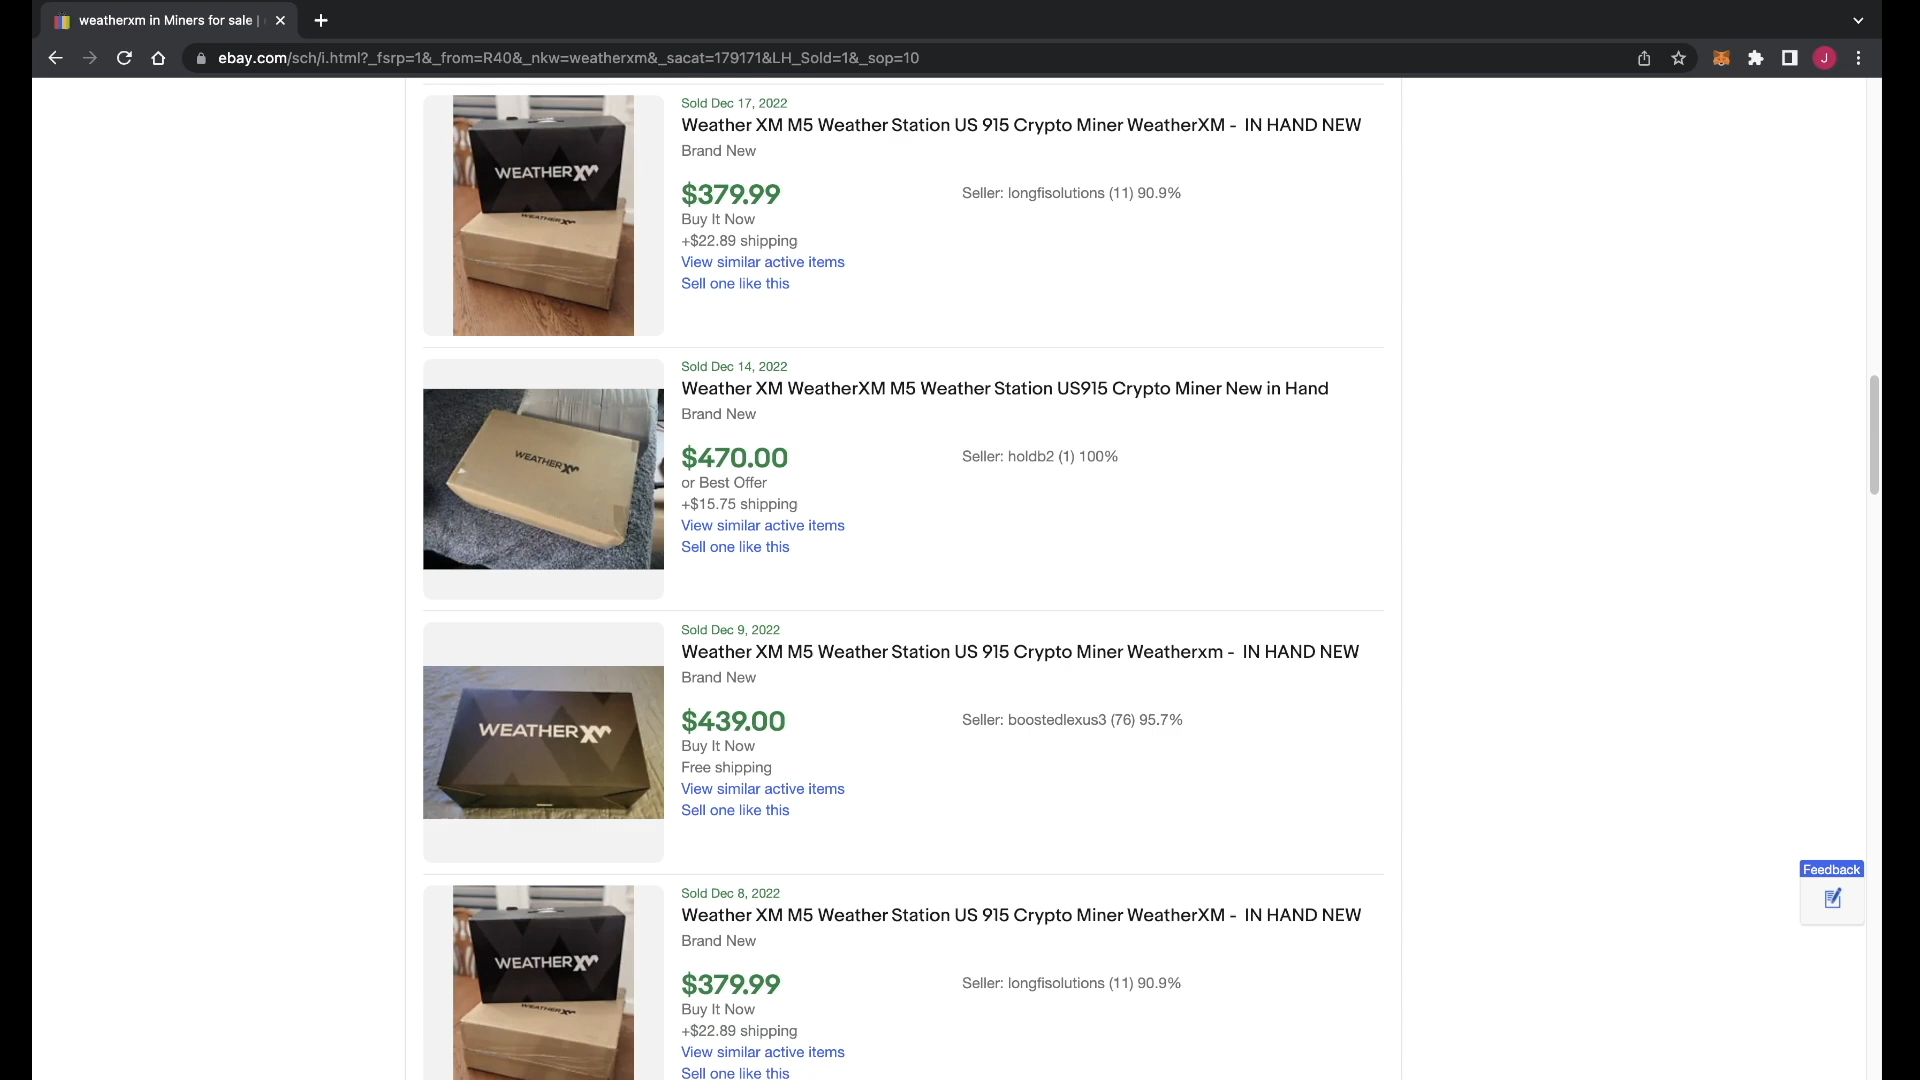 weatherxm in Miners for sale |
ebay.com/sch/i.html?_fsrp=1&_from=R40&_nkw=weatherxm&_sacat=179171&LH_Sold=1&_sop=10
J
WEATHERXM
WEATHERXM
Sold Dec 17, 2022
Weather XM M5 Weather Station US 915 Crypto Miner WeatherXM - IN HAND NEW
Brand New
$379.99
Seller: longfisolutions (11) 90.9%
Buy It Now
+$22.89 shipping
View similar active items
Sell one like this
WEATHERXM
Sold Dec 14, 2022
Weather XM WeatherXM M5 Weather Station US915 Crypto Miner New in Hand
Brand New
$470.00
Seller: holdb2 (1) 100%
or Best Offer
+$15.75 shipping
View similar active items
Sell one like this
WEATHERXM
Sold Dec 9, 2022
Weather XM M5 Weather Station US 915 Crypto Miner Weatherxm - IN HAND NEW
Brand New
$439.00
Seller: boostedlexus3 (76) 95.7%
Buy It Now
Free shipping
View similar active items
Sell one like this
Feedback
WEATHERXM
WEATHERXM
Sold Dec 8, 2022
Weather XM M5 Weather Station US 915 Crypto Miner WeatherXM - IN HAND NEW
Brand New
$379.99
Seller: longfisolutions (11) 90.9%
Buy It Now
+$22.89 shipping
View similar active items
Sell one like this